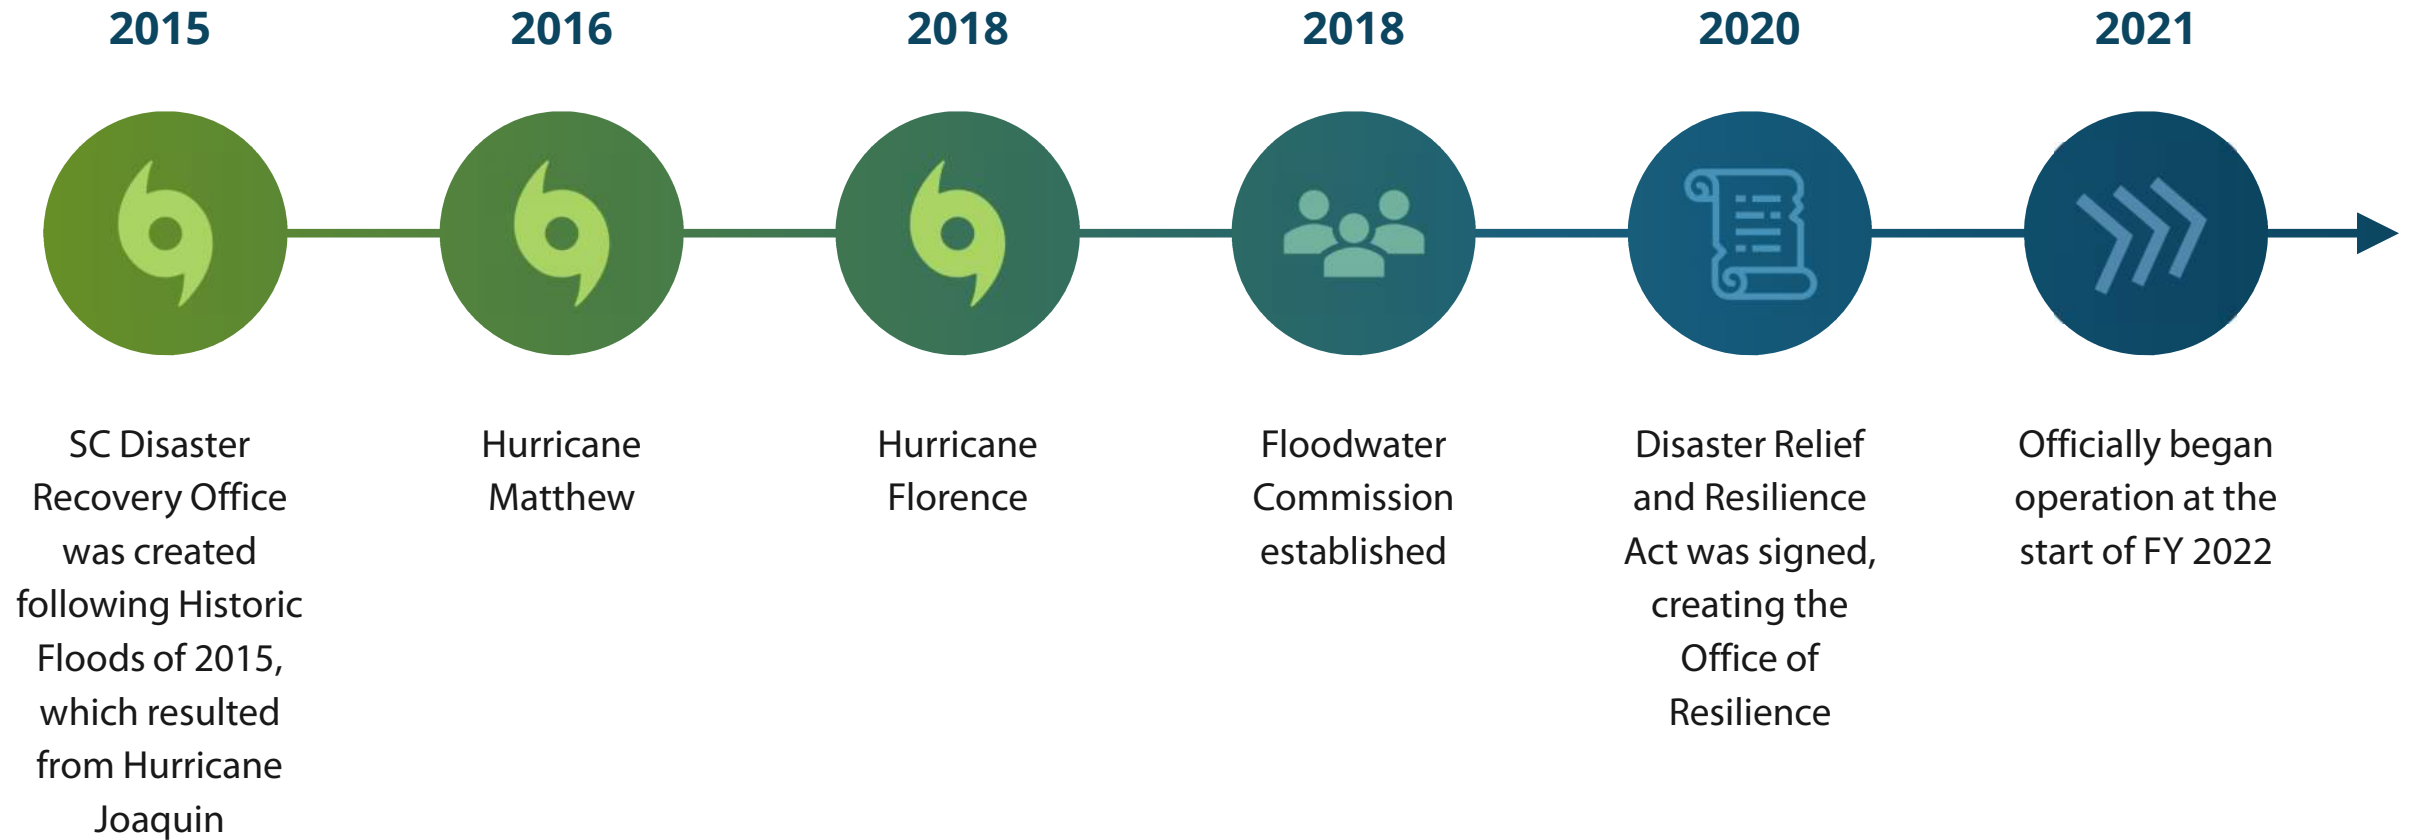 2015
SC Disaster
Recovery Office
was created
following Historic
Floods of 2015,
which resulted
from Hurricane
Joaquin
2016
Hurricane
Matthew
2018
Hurricane
Florence
2018
Floodwater
Commission
established
2020
Disaster Relief
and Resilience
Act was signed,
creating the
Office of
Resilience
2021
Officially began
operation at the
start of FY 2022